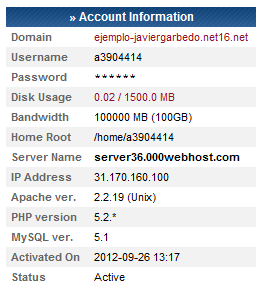 » Account Information
Domain ejemplo-javiergarbedo.net16.net
Username a3904414
Password ******
Disk Usage 0.02 / 1500.0 MB
Bandwidth 100000 MB (100GB)
Home Root /home/a3904414
Server Name server36.000webhost.com
IP Address 31.170.160.100
Apache ver. 2.2.19 (Unix)
PHP version 5.2.*
MySQL ver. 5.1
Activated On 2012-09-26 13:17
Status Active